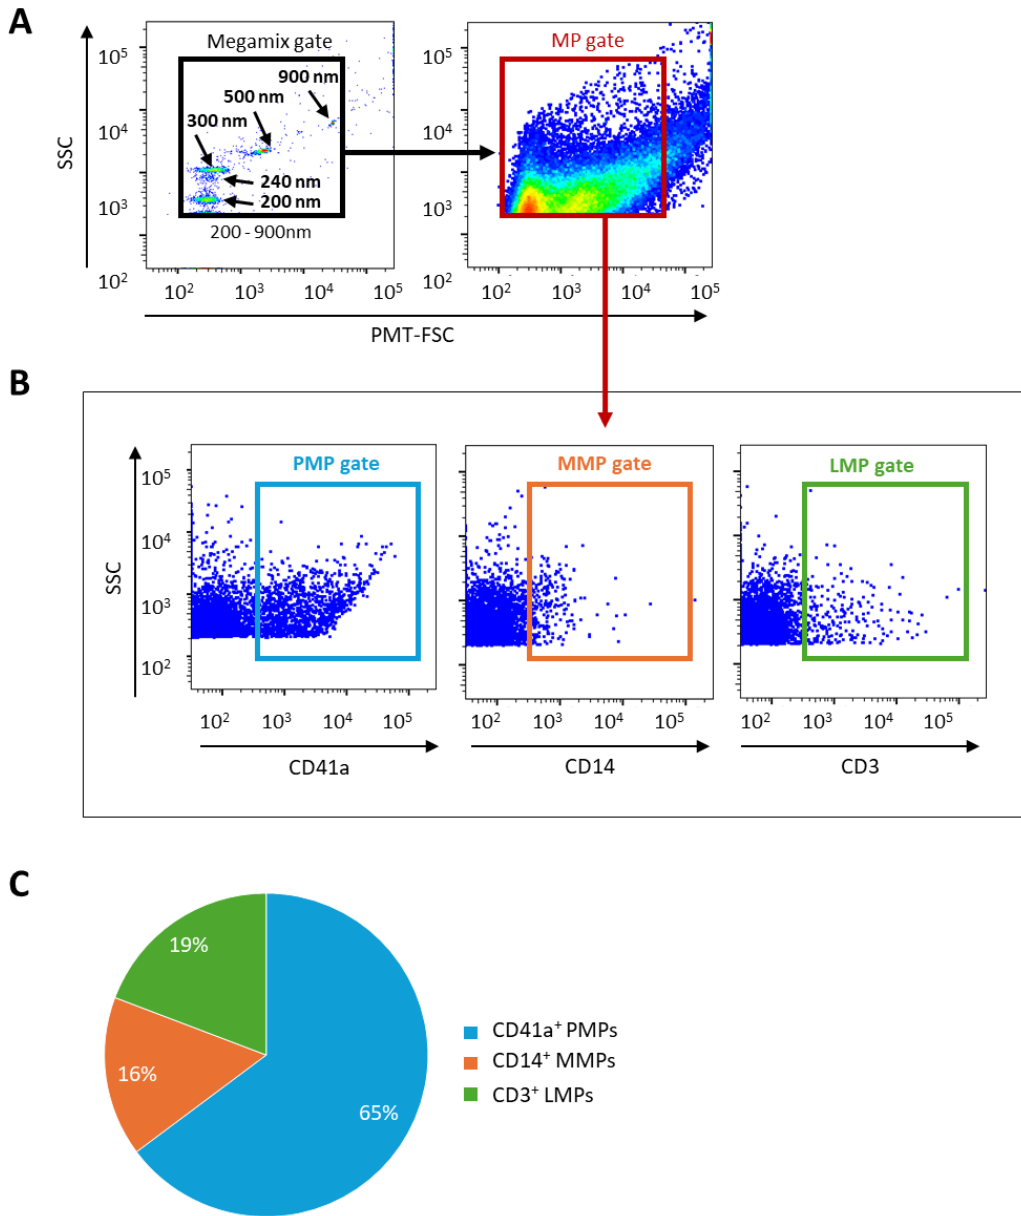 A
Megamix gate
900 nm
500 nm
300 nm
240 nm
200 nm
200 - 900nm
MP gate
SSC
10⁵
10⁴
10³
10²
10² 10³ 10⁴ 10⁵
10⁵
10⁴
10³
10²
10² 10³ 10⁴ 10⁵
PMT-FSC
B
PMP gate
MMP gate
LMP gate
SSC
10⁵
10⁴
10³
10²
10² 10³ 10⁴ 10⁵
10² 10³ 10⁴ 10⁵
10² 10³ 10⁴ 10⁵
CD41a
CD14
CD3
C
19%
16%
65%
CD41a⁺ PMPs
CD14⁺ MMPs
CD3⁺ LMPs